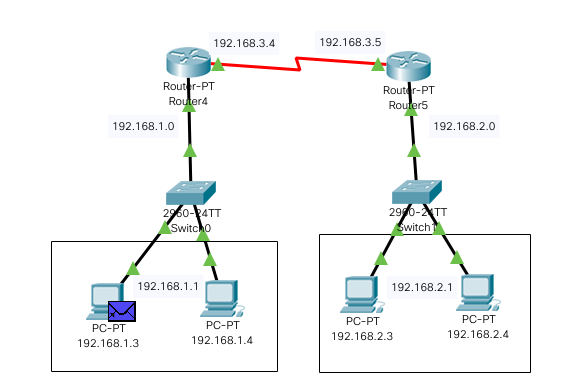 192.168.3.4
192.168.3.5
Router-PT
Router4
Router-PT
Router5
192.168.1.0
192.168.2.0
2960-24TT
Switch0
2960-24TT
Switch1
192.168.1.1
192.168.2.1
PC-PT
192.168.1.3
PC-PT
192.168.1.4
PC-PT
192.168.2.3
PC-PT
192.168.2.4